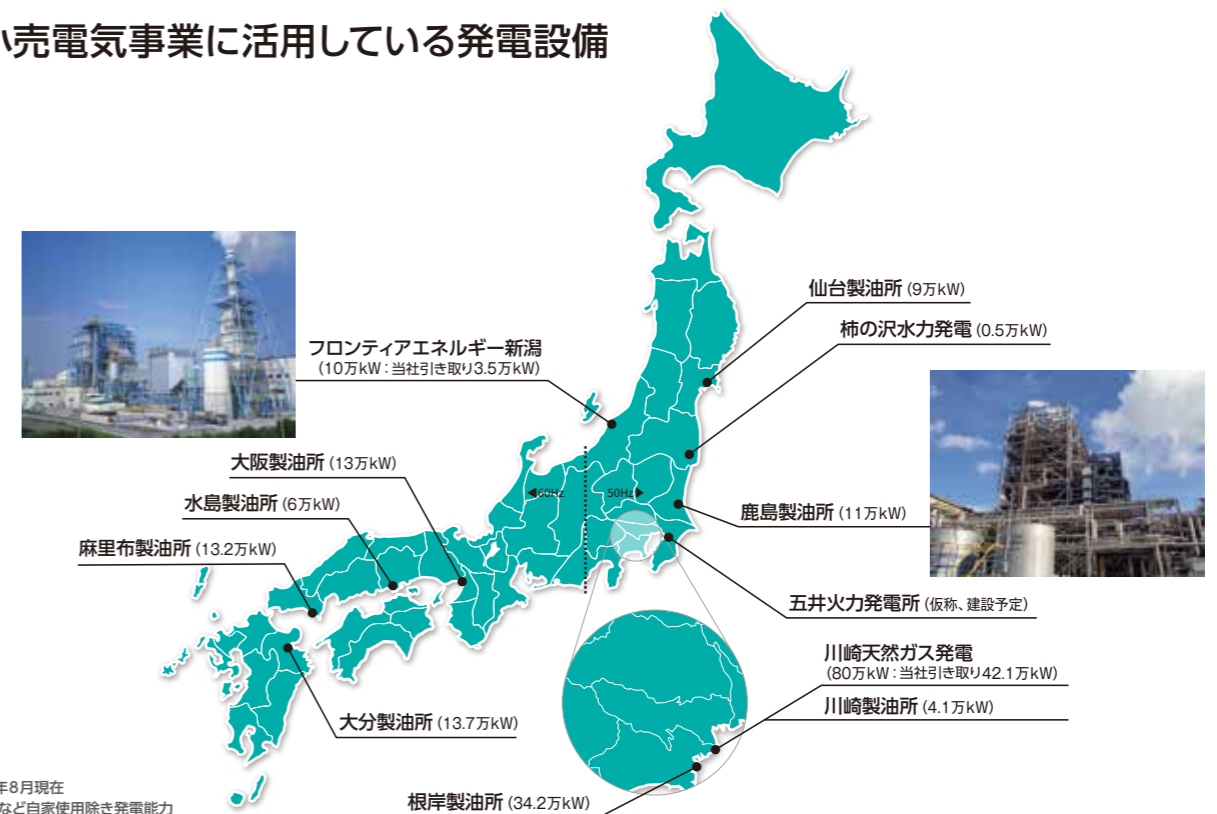 小売電気事業に活用している発電設備
仙台製油所 (9万kW)
柿の沢水力発電 (0.5万kW)
フロンティアエネルギー新潟
(10万kW：当社引き取り3.5万kW)
大阪製油所 (13万kW)
◀60Hz
50Hz▶
水島製油所 (6万kW)
鹿島製油所 (11万kW)
麻里布製油所 (13.2万kW)
五井火力発電所 (仮称、建設予定)
川崎天然ガス発電
(80万kW：当社引き取り42.1万kW)
川崎製油所 (4.1万kW)
大分製油所 (13.7万kW)
根岸製油所 (34.2万kW)
年8月現在
など自家使用除き発電能力